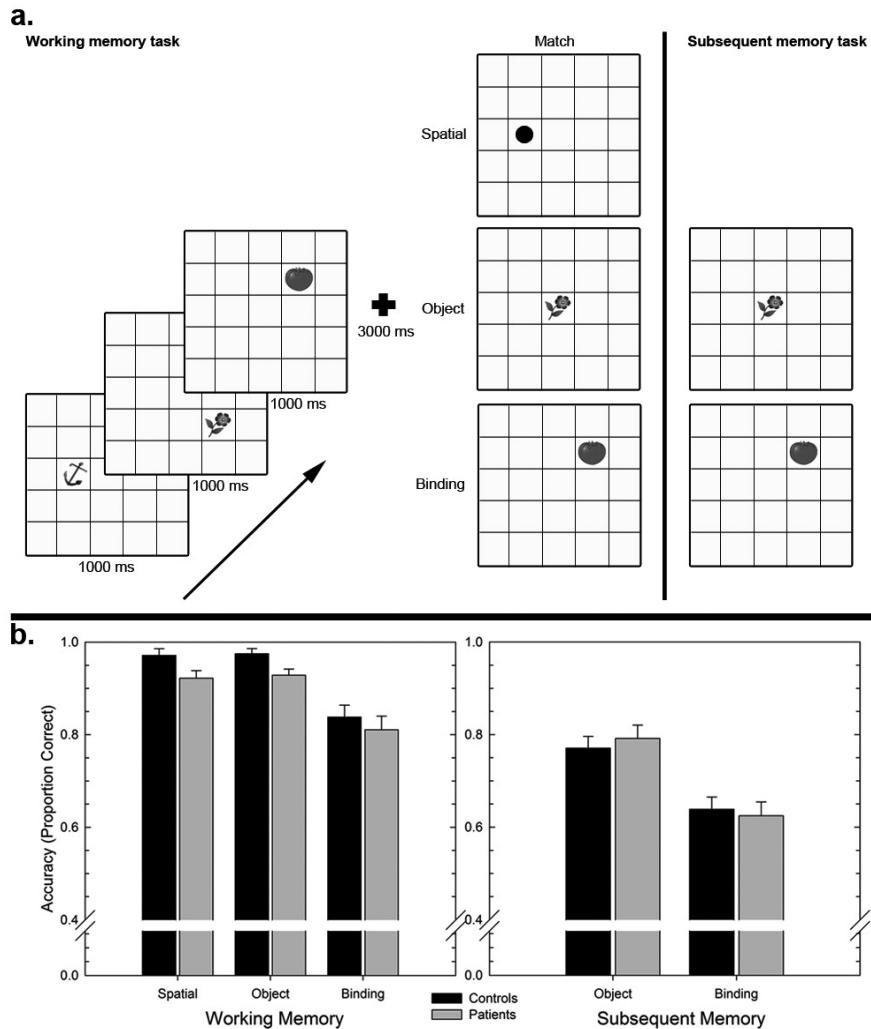 a.
Working memory task
Match
Subsequent memory task
Spatial
Object
3000 ms
1000 ms
1000 ms
1000 ms
Binding
b.
Accuracy (Proportion Correct)
1.0
0.8
0.6
0.4
0.0
Spatial
Object
Binding
Working Memory
1.0
0.8
0.6
0.4
0.0
Object
Binding
Subsequent Memory
Controls
Patients